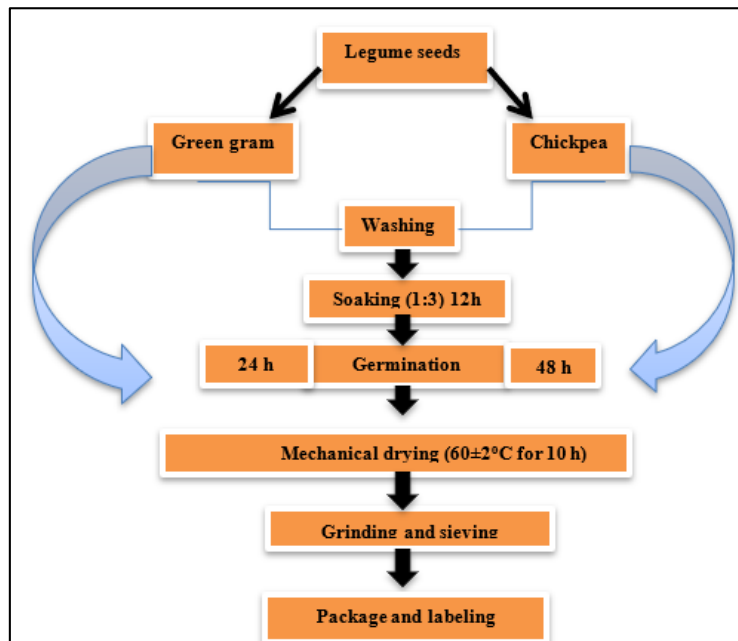 Legume seeds
Green gram
Chickpea
Washing
Soaking (1:3) 12h
24 h
Germination
48 h
Mechanical drying (60±2ºC for 10 h)
Grinding and sieving
Package and labeling